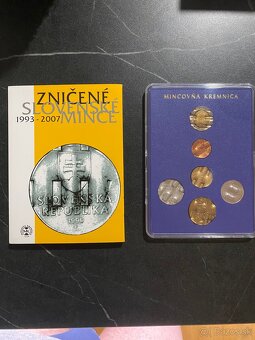 ZNIČENÉ
SLOVENSKÉ
1993-2007 MINCE
SLOVENSKÁ
REPUBLIKA
MINCOVŇA KREMNICA